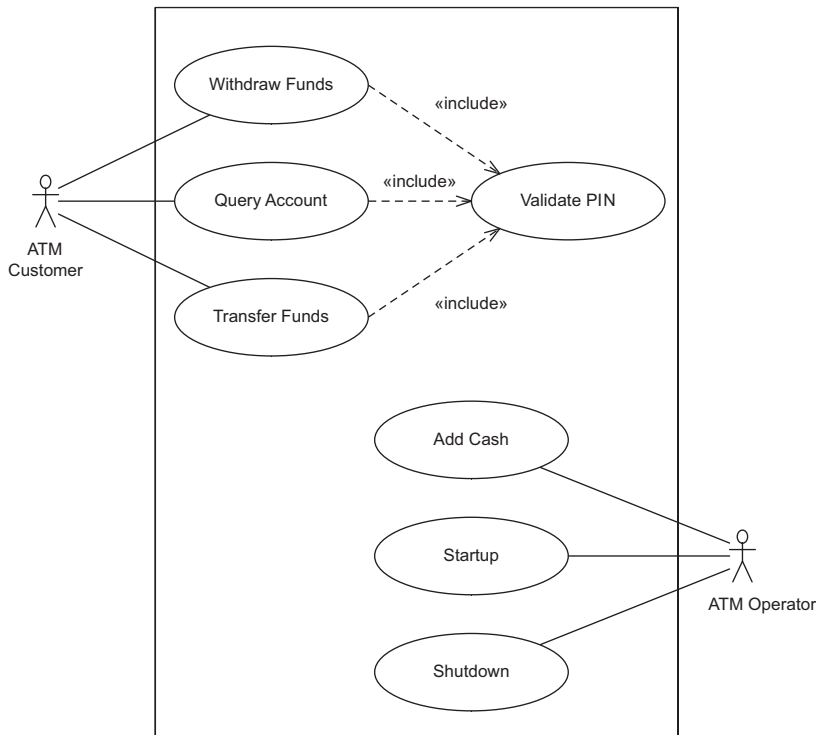 Withdraw Funds
«include»
Query Account
«include»
Validate PIN
ATM
Customer
Transfer Funds
«include»
Add Cash
Startup
ATM Operator
Shutdown